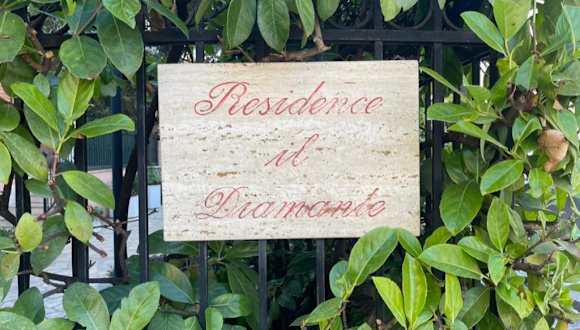 Residence
il
Diamante